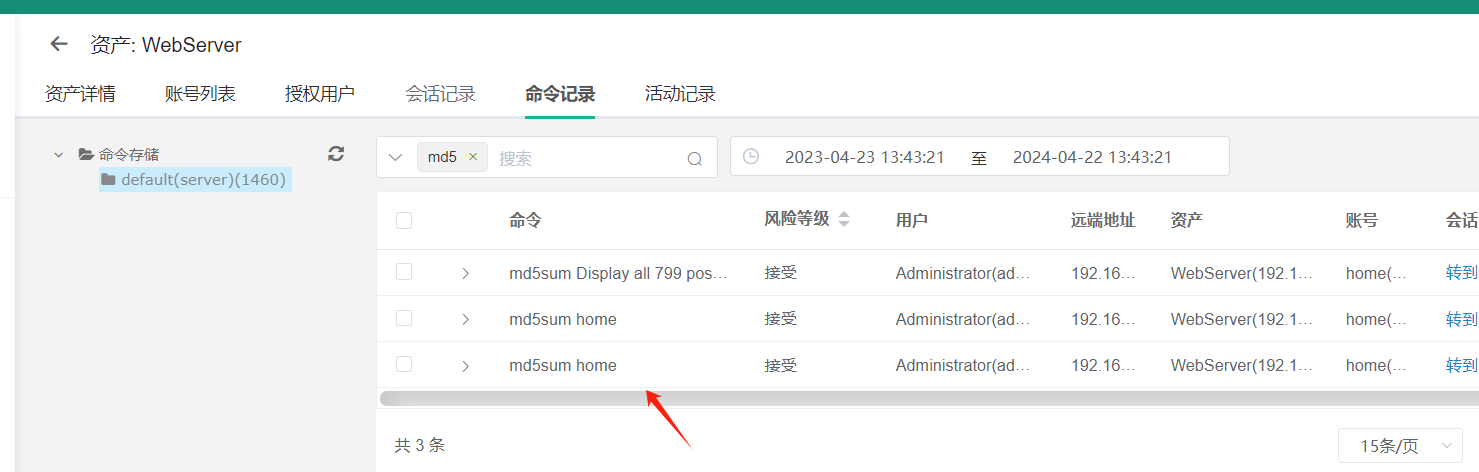 资产: WebServer
资产详情 账号列表 授权用户 会话记录 命令记录 活动记录
命令存储
default(server)(1460)
md5 × 搜索 2023-04-23 13:43:21 至 2024-04-22 13:43:21
命令 风险等级 用户 远端地址 资产 账号 会话
md5sum Display all 799 pos... 接受 Administrator(ad... 192.16... WebServer(192.1... home(... 转到
md5sum home 接受 Administrator(ad... 192.16... WebServer(192.1... home(... 转到
md5sum home 接受 Administrator(ad... 192.16... WebServer(192.1... home(... 转到
共 3 条 15条/页